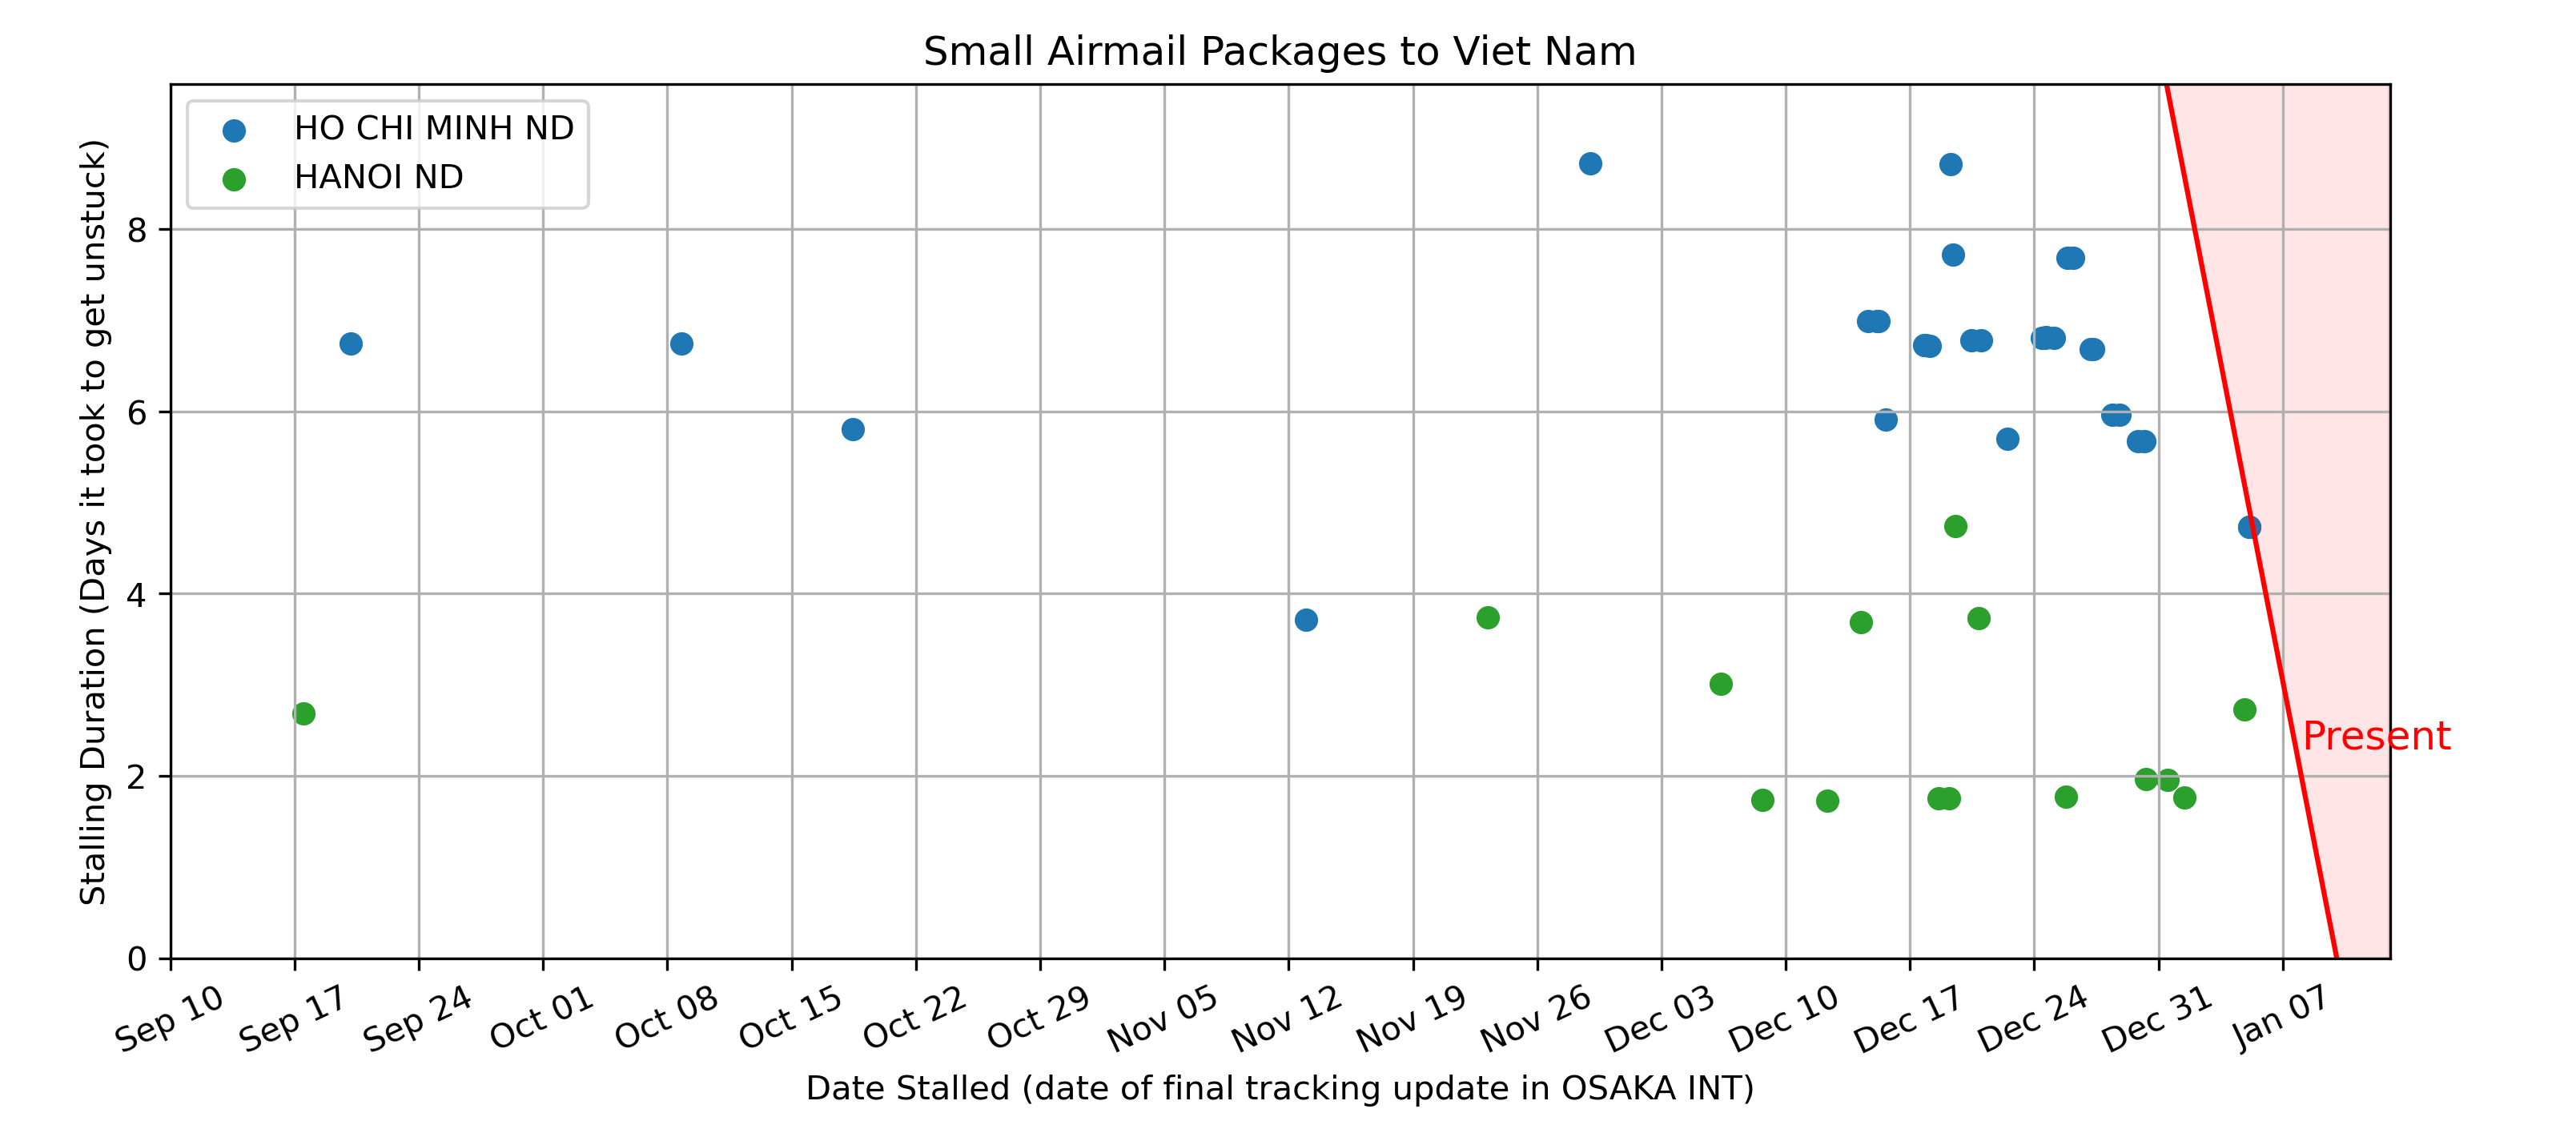 Small Airmail Packages to Viet Nam
HO CHI MINH ND
HANOI ND
Stalling Duration (Days it took to get unstuck)
8
6
4
2
0
Present
Sep 10
Sep 17
Sep 24
Oct 01
Oct 08
Oct 15
Oct 22
Oct 29
Nov 05
Nov 12
Nov 19
Nov 26
Dec 03
Dec 10
Dec 17
Dec 24
Dec 31
Jan 07
Date Stalled (date of final tracking update in OSAKA INT)